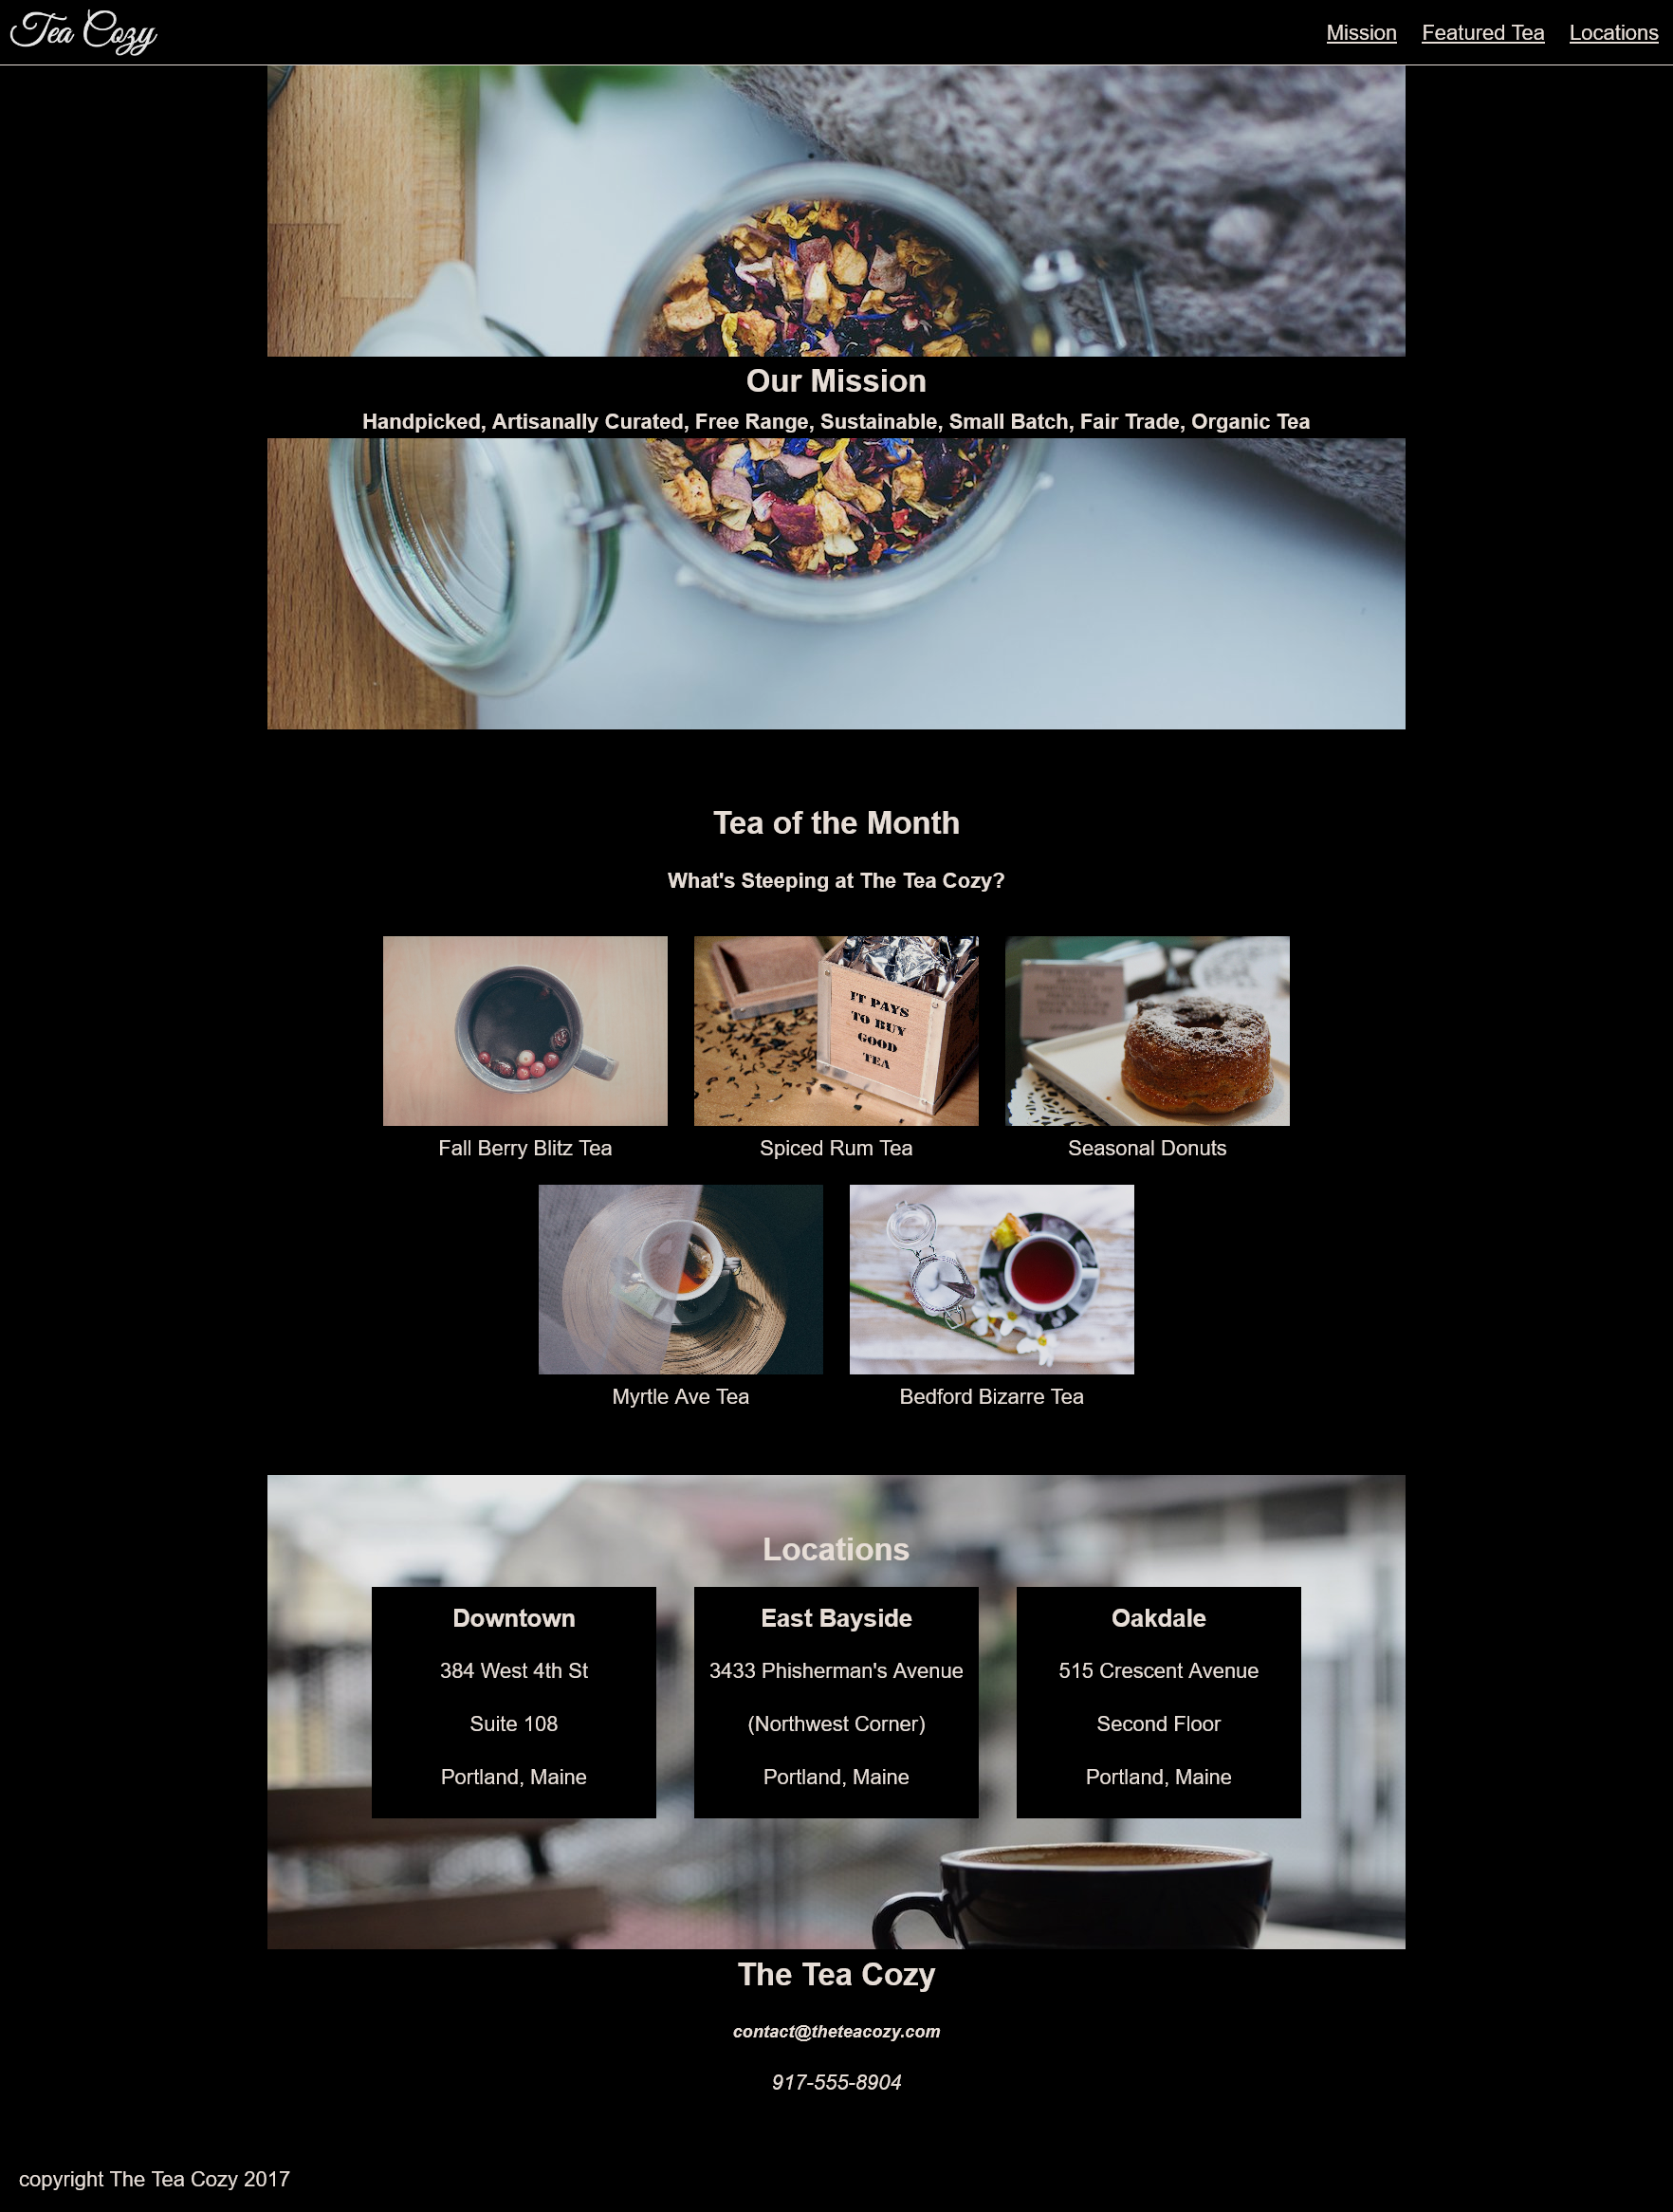 Tea Cozy
Mission Featured Tea Locations
Our Mission
Handpicked, Artisanally Curated, Free Range, Sustainable, Small Batch, Fair Trade, Organic Tea
Tea of the Month
What's Steeping at The Tea Cozy?
IT PAYS
TO BUY
GOOD
TEA
Fall Berry Blitz Tea
Spiced Rum Tea
Seasonal Donuts
Myrtle Ave Tea
Bedford Bizarre Tea
Locations
Downtown
384 West 4th St
Suite 108
Portland, Maine
East Bayside
3433 Phisherman's Avenue
(Northwest Corner)
Portland, Maine
Oakdale
515 Crescent Avenue
Second Floor
Portland, Maine
The Tea Cozy
contact@theteacozy.com
917-555-8904
copyright The Tea Cozy 2017